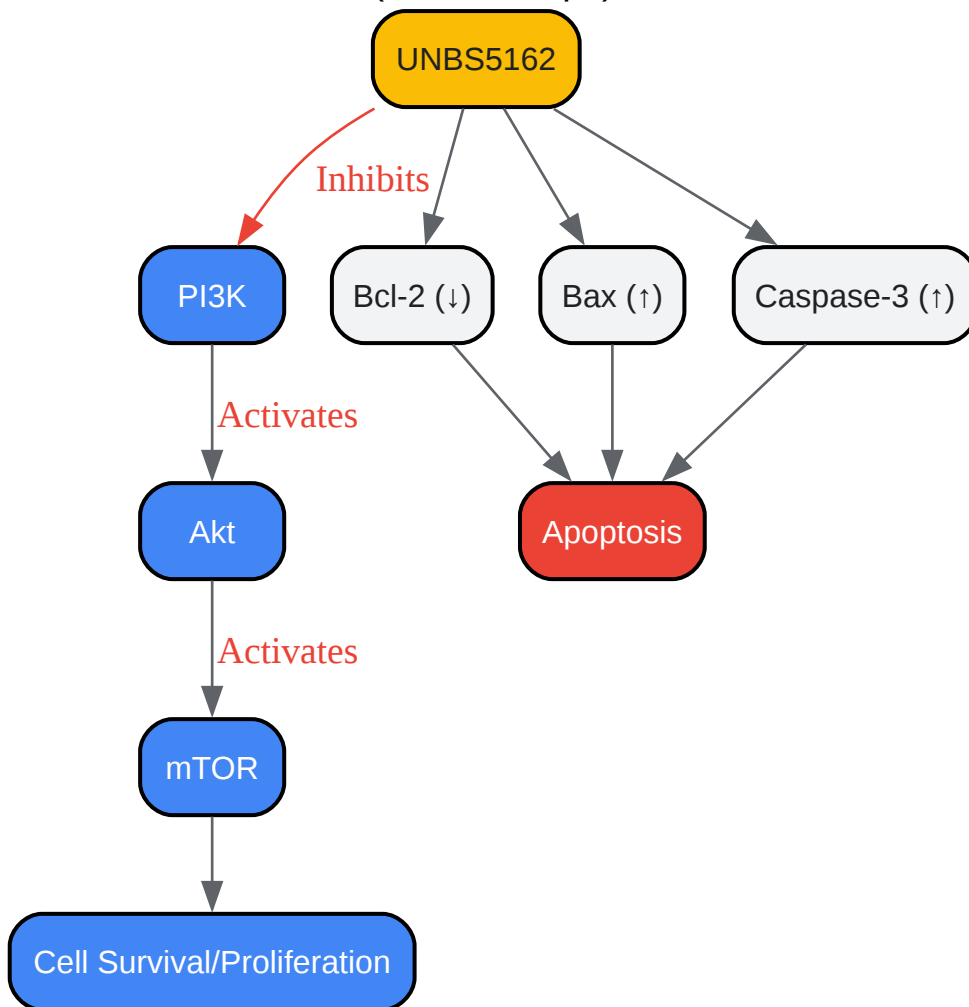 UNBS5162
Inhibits
PI3K
Bcl-2 (↓)
Bax (↑)
Caspase-3 (↑)
Activates
Akt
Apoptosis
Activates
mTOR
Cell Survival/Proliferation